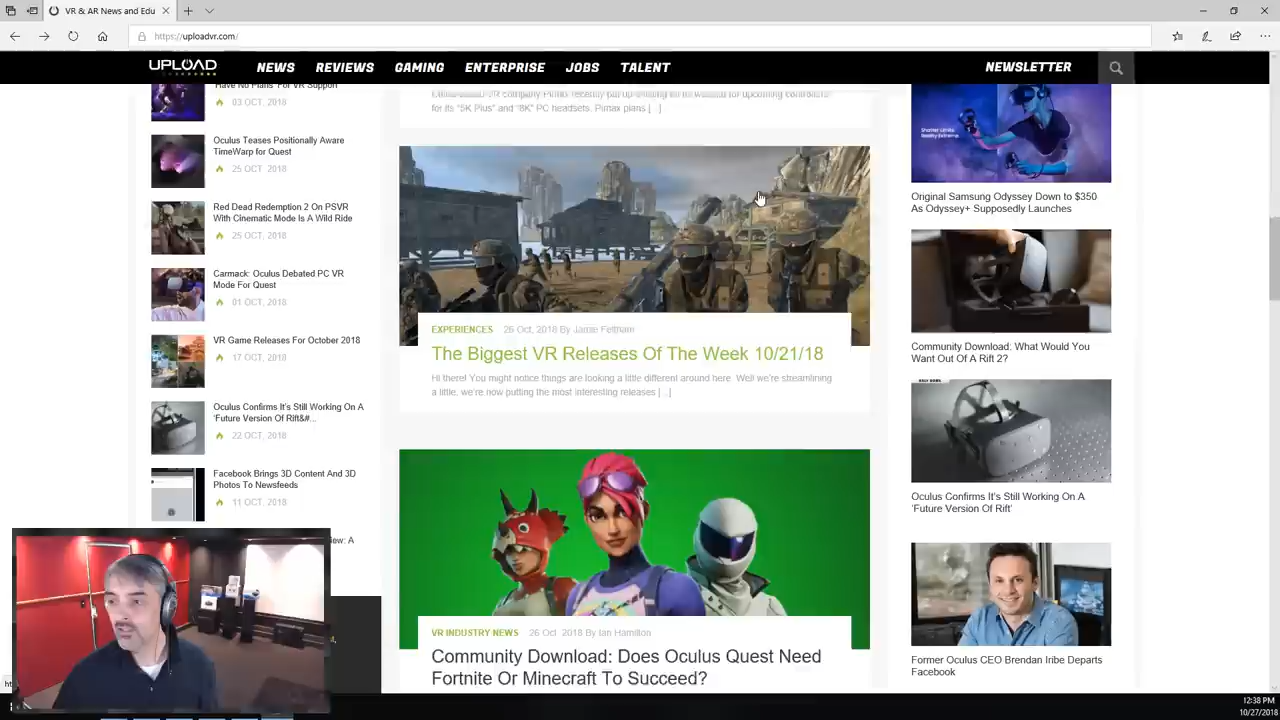 VR & AR News and Edu
https://uploadvr.com/
UPLOAD
NEWS
REVIEWS
GAMING
ENTERPRISE
JOBS
TALENT
NEWSLETTER
Have No Plans' For VR Support
03 OCT, 2018
Oculus Teases Positionally Aware
TimeWarp for Quest
25 OCT, 2018
Red Dead Redemption 2 On PSVR
With Cinematic Mode Is A Wild Ride
25 OCT, 2018
Carmack: Oculus Debated PC VR
Mode For Quest
01 OCT, 2018
VR Game Releases For October 2018
17 OCT, 2018
Oculus Confirms It's Still Working On A
'Future Version Of Rift&#...
22 OCT, 2018
Facebook Brings 3D Content And 3D
Photos To Newsfeeds
11 OCT, 2018
iew: A
VR company Pimax recently put up for upcoming controllers
for its "5K Plus" and "8K" PC headsets. Pimax plans [...]
EXPERIENCES 26 Oct, 2018 By Jamie Feltham
The Biggest VR Releases Of The Week 10/21/18
Hi there! You might notice things are looking a little different around here. Well we're streamlining
a little, we're now putting the most interesting releases [...]
VR INDUSTRY NEWS 26 Oct, 2018 By Ian Hamilton
Community Download: Does Oculus Quest Need
Fortnite Or Minecraft To Succeed?
Original Samsung Odyssey Down to $350
As Odyssey+ Supposedly Launches
Community Download: What Would You
Want Out Of A Rift 2?
Oculus Confirms It's Still Working On A
'Future Version Of Rift'
Former Oculus CEO Brendan Iribe Departs
Facebook
12:38 PM
10/27/2018